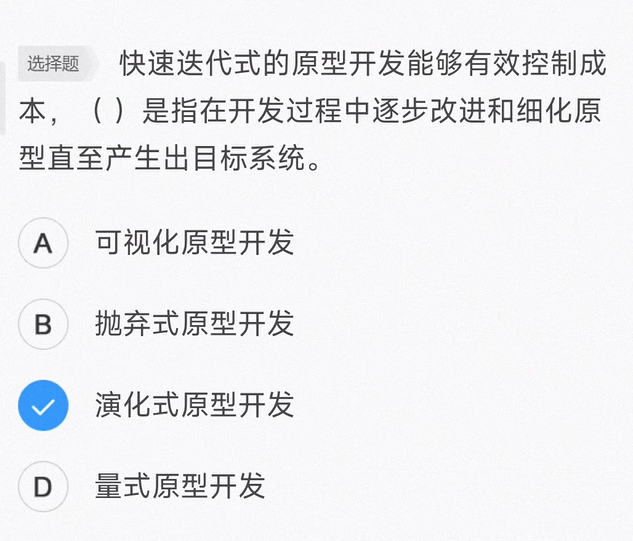 选择题 快速迭代式的原型开发能够有效控制成
本，（ ）是指在开发过程中逐步改进和细化原
型直至产生出目标系统。
A 可视化原型开发
B 抛弃式原型开发
演化式原型开发
D 量式原型开发